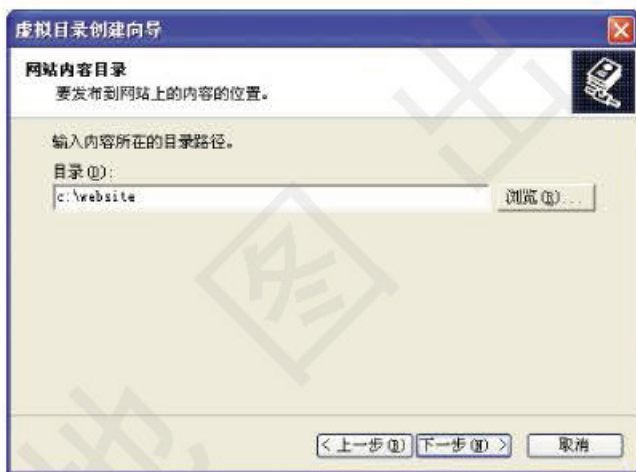 虚拟目录创建向导
网站内容目录
要发布到网站上的内容的位置。
输入内容所在的目录路径。
目录(D):
c:\website
浏览(R)...
< 上一步(B) 下一步(N) > 取消